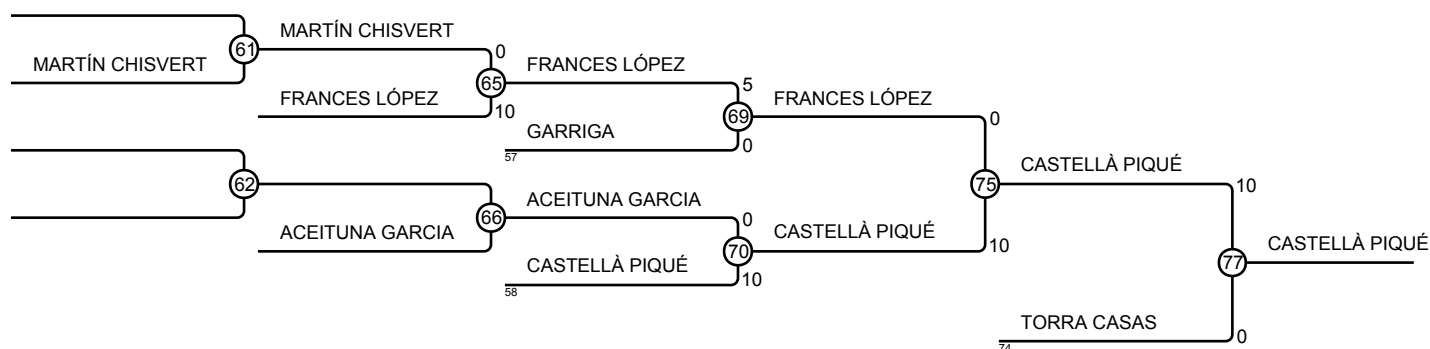 MARTÍN CHISVERT
61
MARTÍN CHISVERT
0
65
FRANCES LÓPEZ
10
FRANCES LÓPEZ
5
69
GARRIGA
57
0
FRANCES LÓPEZ
0
75
62
66
ACEITUNA GARCIA
ACEITUNA GARCIA
0
70
CASTELLÀ PIQUÉ
58
10
CASTELLÀ PIQUÉ
10
CASTELLÀ PIQUÉ
10
77
TORRA CASAS
74
0
CASTELLÀ PIQUÉ